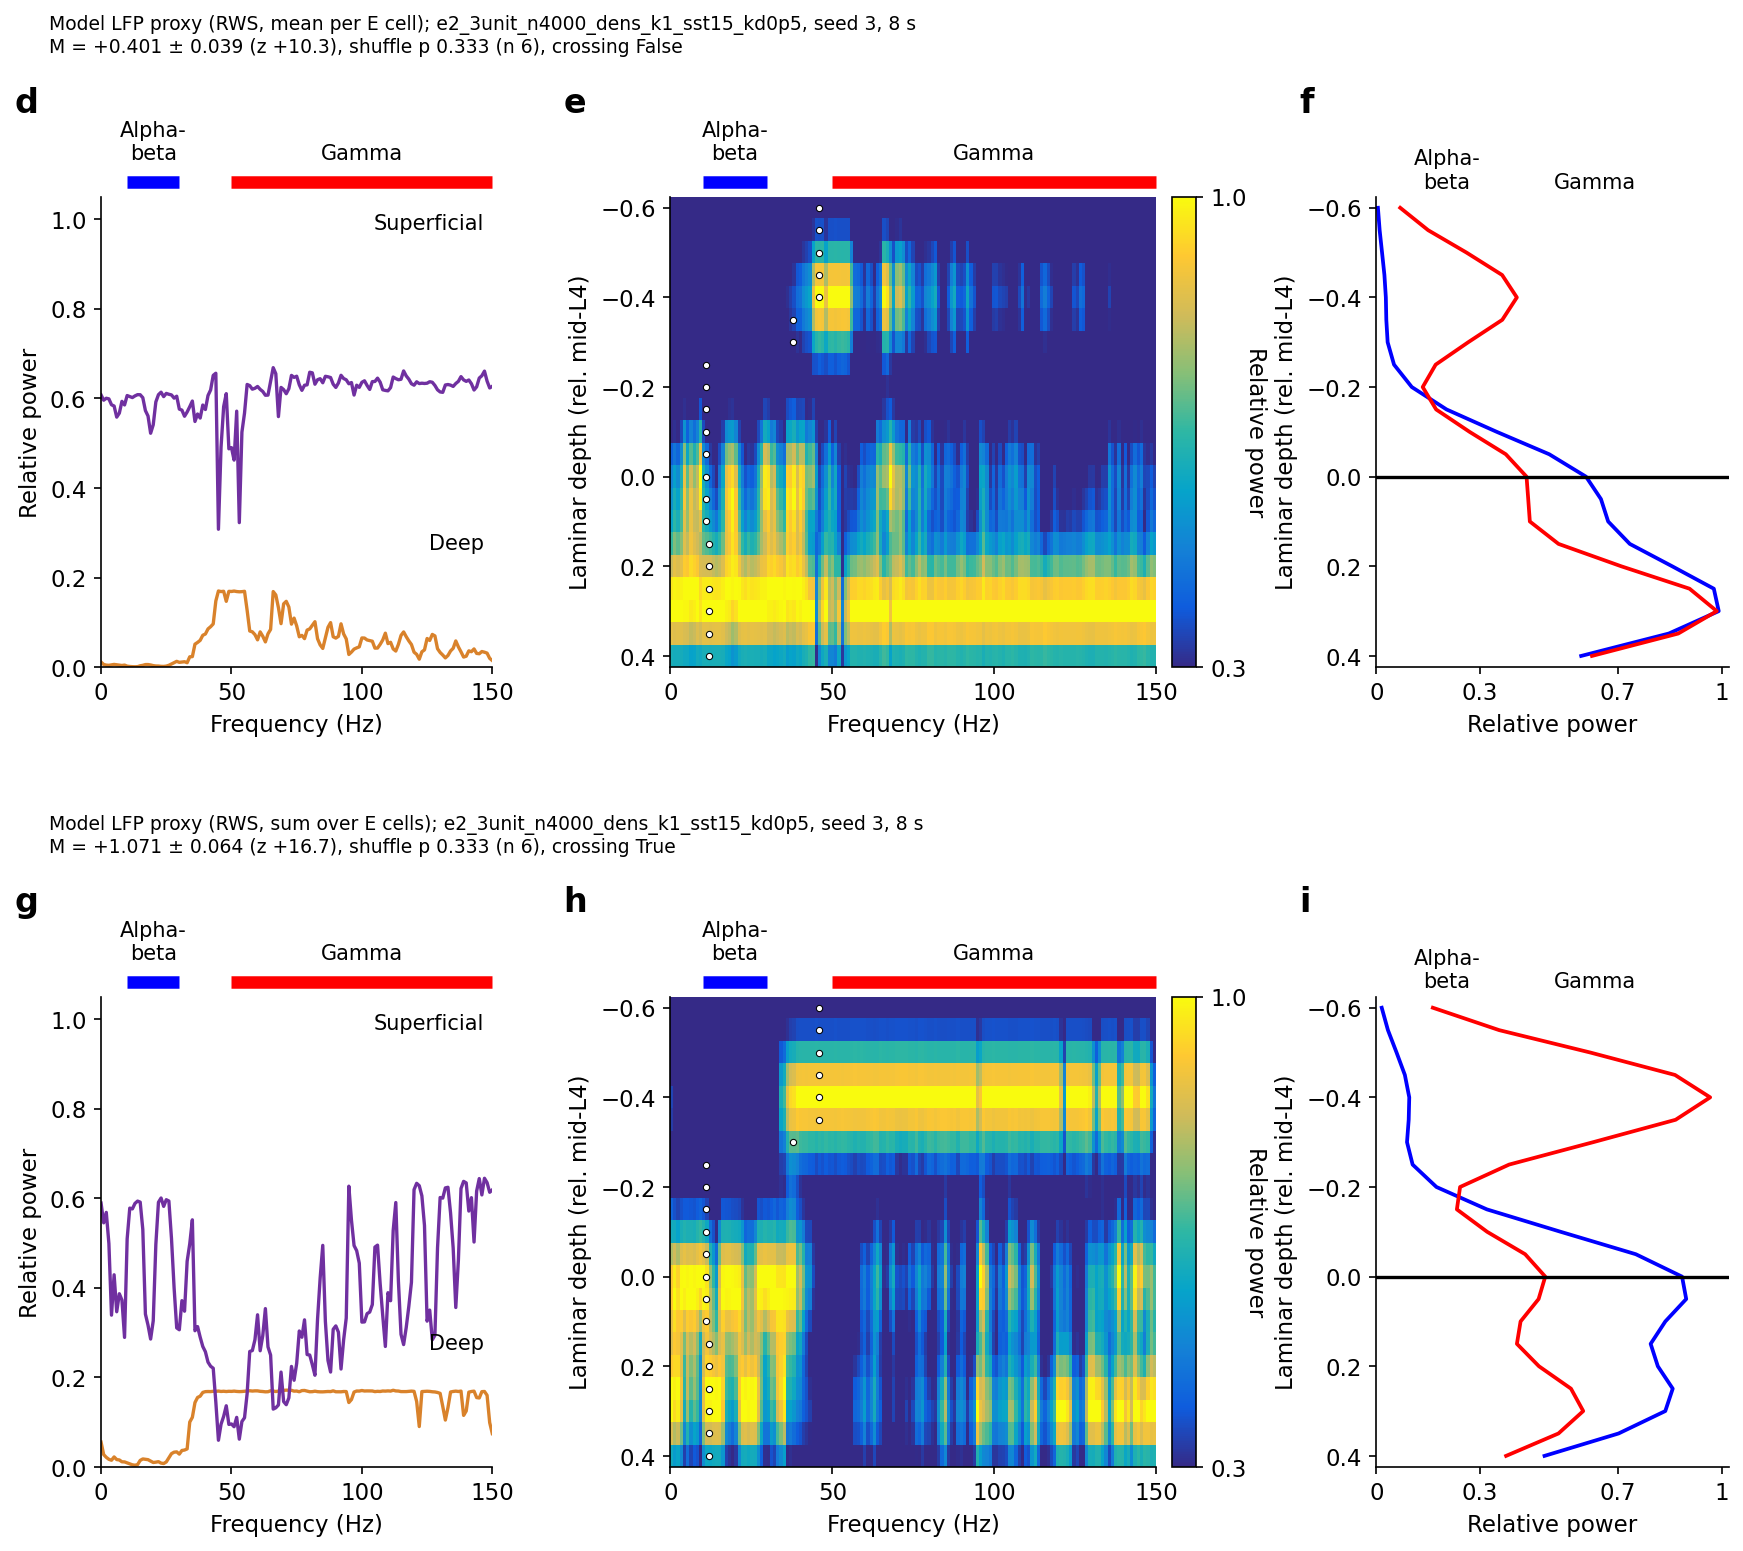 Model LFP proxy (RWS, mean per E cell); e2_3unit_n4000_dens_k1_sst15_kd0p5, seed 3, 8 s
M = +0.401 ± 0.039 (z +10.3), shuffle p 0.333 (n 6), crossing False
d
Alpha-
beta
Gamma
Superficial
Deep
Relative power
1.0
0.8
0.6
0.4
0.2
0.0
0
50
100
150
Frequency (Hz)
e
Alpha-
beta
Gamma
Laminar depth (rel. mid-L4)
−0.6
−0.4
−0.2
0.0
0.2
0.4
0
50
100
150
Frequency (Hz)
1.0
0.3
Relative power
f
Alpha-
beta
Gamma
Laminar depth (rel. mid-L4)
−0.6
−0.4
−0.2
0.0
0.2
0.4
0
0.3
0.7
1
Relative power
Model LFP proxy (RWS, sum over E cells); e2_3unit_n4000_dens_k1_sst15_kd0p5, seed 3, 8 s
M = +1.071 ± 0.064 (z +16.7), shuffle p 0.333 (n 6), crossing True
g
Alpha-
beta
Gamma
Superficial
Deep
Relative power
1.0
0.8
0.6
0.4
0.2
0.0
0
50
100
150
Frequency (Hz)
h
Alpha-
beta
Gamma
Laminar depth (rel. mid-L4)
−0.6
−0.4
−0.2
0.0
0.2
0.4
0
50
100
150
Frequency (Hz)
1.0
0.3
Relative power
i
Alpha-
beta
Gamma
Laminar depth (rel. mid-L4)
−0.6
−0.4
−0.2
0.0
0.2
0.4
0
0.3
0.7
1
Relative power